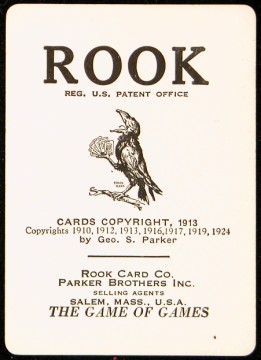 ROOK
REG. U.S. PATENT OFFICE
CARDS COPYRIGHT, 1913
Copyrights 1910, 1912, 1913, 1916,1917, 1919, 1924
by Geo. S. Parker
ROOK CARD CO.
PARKER BROTHERS INC.
SELLING AGENTS
SALEM, MASS., U.S.A.
THE GAME OF GAMES